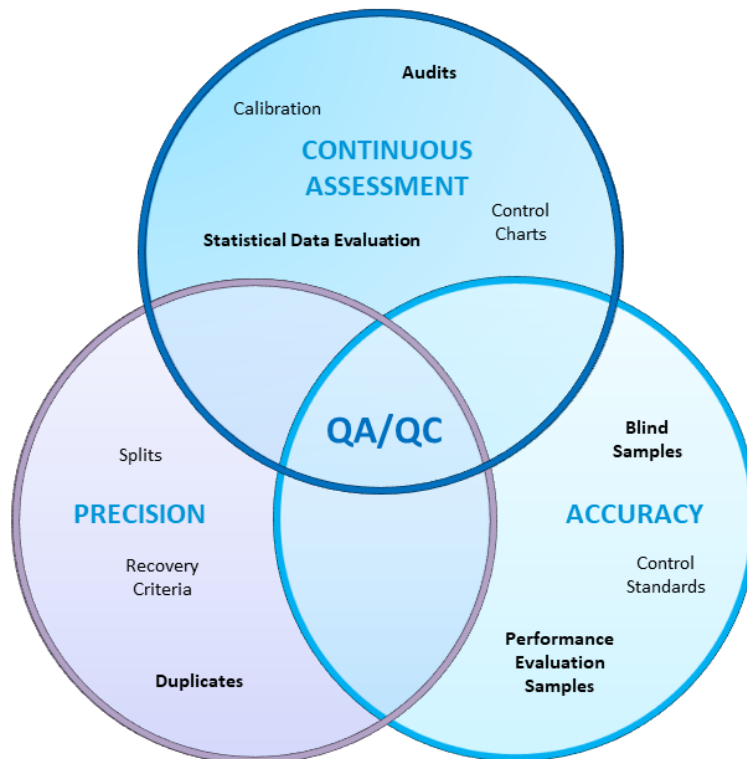 Audits
Calibration
CONTINUOUS
ASSESSMENT
Control
Charts
Statistical Data Evaluation
QA/QC
Blind
Samples
Splits
PRECISION
ACCURACY
Recovery
Criteria
Control
Standards
Performance
Evaluation
Samples
Duplicates